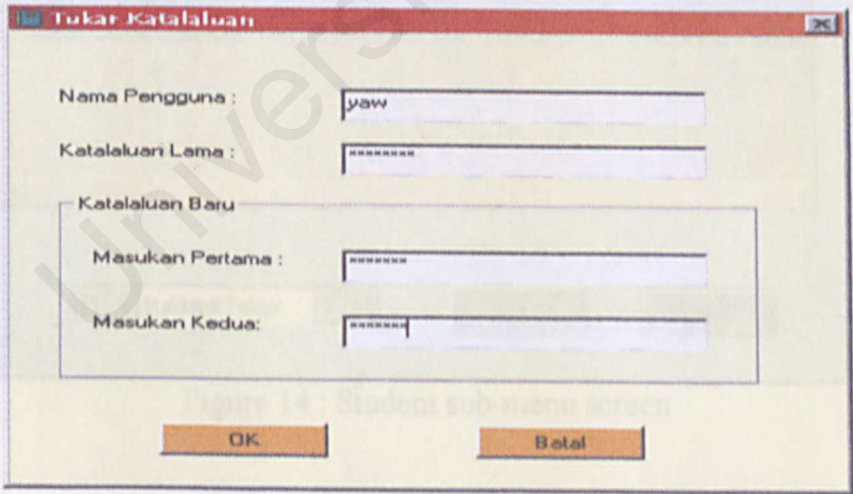 Tukar Katalaluan
Nama Pengguna : yaw
Katalaluan Lama : ********
Katalaluan Baru
Masukan Pertama : *******
Masukan Kedua: *******
OK Batal
Figure 14 : Student sub-menu screen